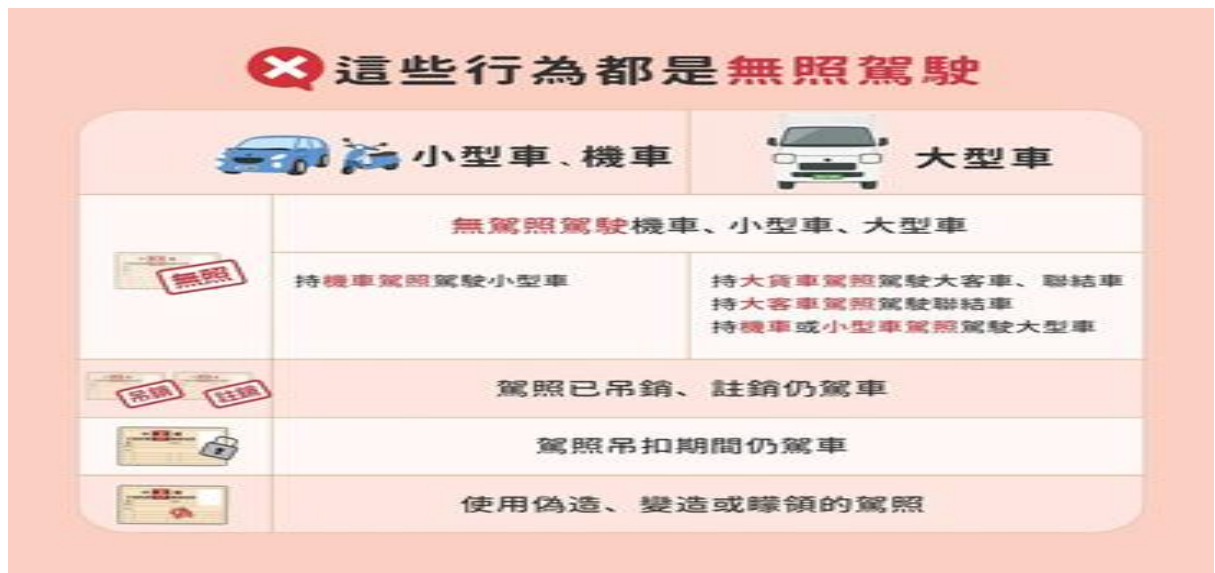 這些行為都是無照駕駛
小型車、機車
大型車
無駕照駕駛機車、小型車、大型車
無照
持機車駕照駕駛小型車
持大貨車駕照駕駛大客車、聯結車
持大客車駕照駕駛聯結車
持機車或小型車駕照駕駛大型車
吊銷
註銷
駕照已吊銷、註銷仍駕車
駕照吊扣期間仍駕車
使用偽造、變造或矇領的駕照